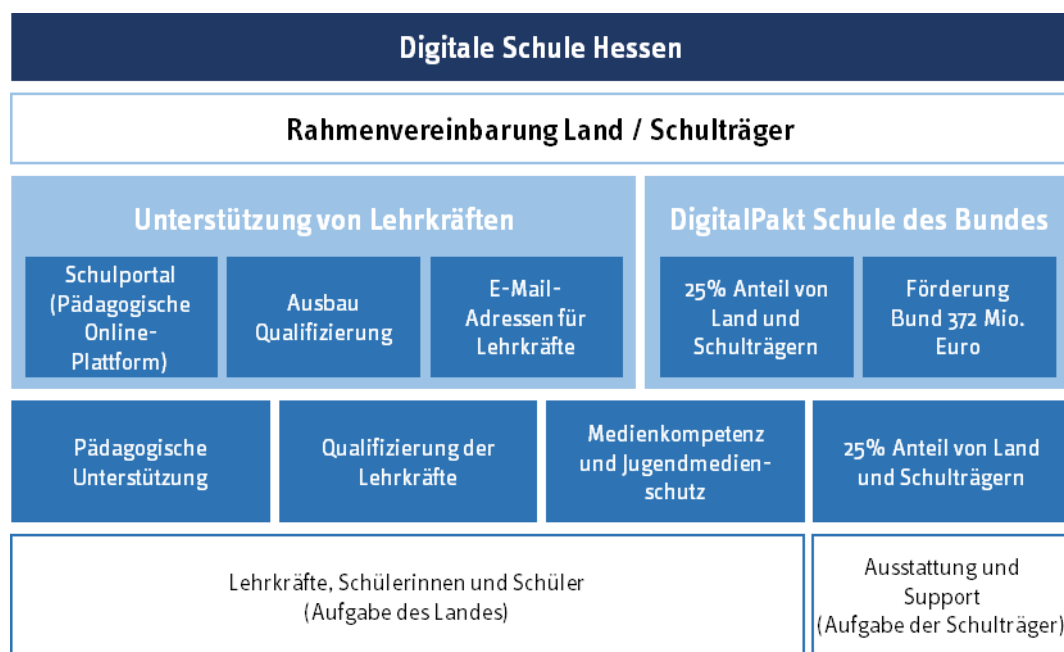 Digitale Schule Hessen
Rahmenvereinbarung Land / Schulträger
Unterstützung von Lehrkräften
Schulportal
(Pädagogische
Online-
Plattform)
Ausbau
Qualifizierung
E-Mail-
Adressen für
Lehrkräfte
DigitalPakt Schule des Bundes
25% Anteil von
Land und
Schulträgern
Förderung
Bund 372 Mio.
Euro
Pädagogische
Unterstützung
Qualifizierung der
Lehrkräfte
Medienkompetenz
und Jugendmedien-
schutz
25% Anteil von Land
und Schulträgern
Lehrkräfte, Schülerinnen und Schüler
(Aufgabe des Landes)
Ausstattung und
Support
(Aufgabe der Schulträger)